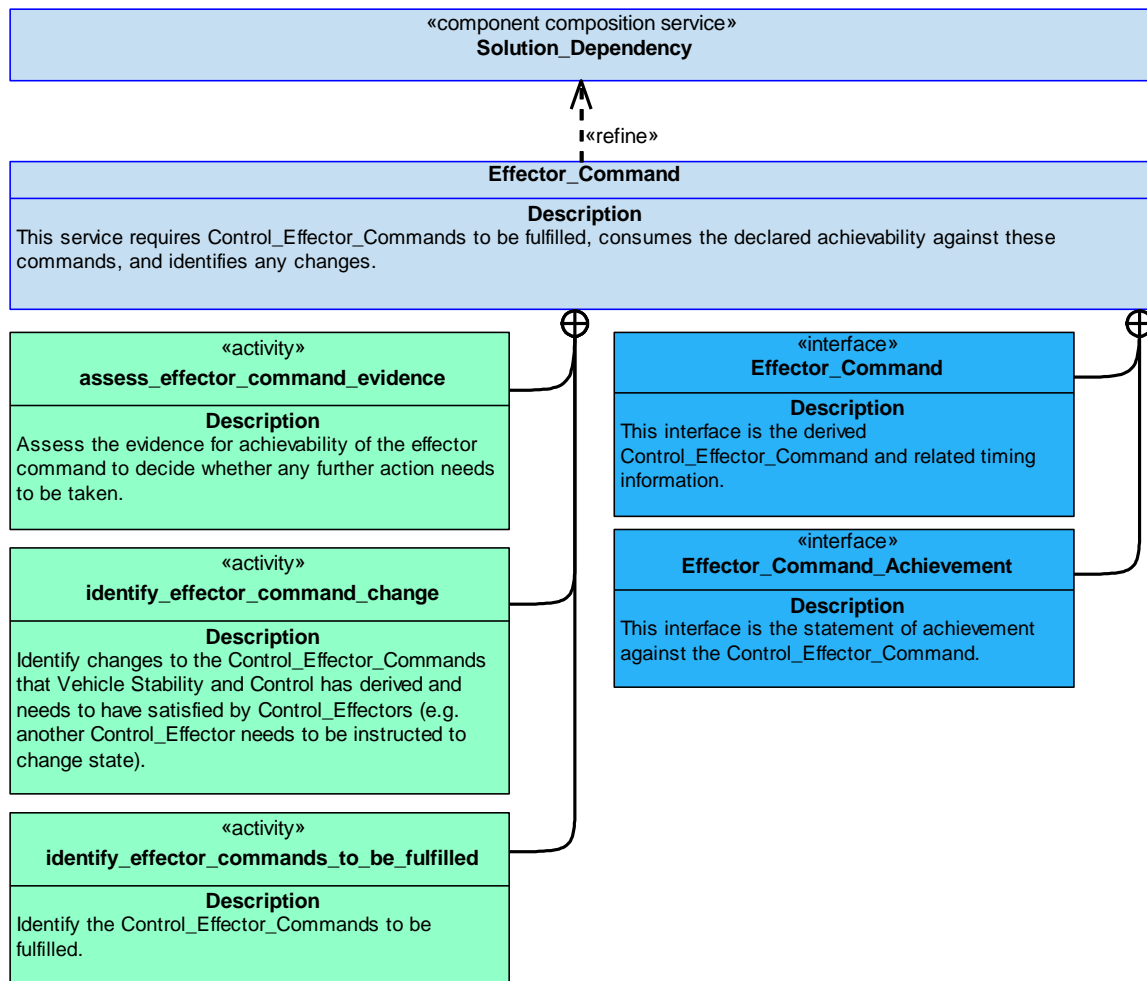 «component composition service»
Solution_Dependency
«refine»
Effector_Command
Description
This service requires Control_Effector_Commands to be fulfilled, consumes the declared achievability against these
commands, and identifies any changes.
«activity»
assess_effector_command_evidence
Description
Assess the evidence for achievability of the effector
command to decide whether any further action needs
to be taken.
«activity»
identify_effector_command_change
Description
Identify changes to the Control_Effector_Commands
that Vehicle Stability and Control has derived and
needs to have satisfied by Control_Effectors (e.g.
another Control_Effector needs to be instructed to
change state).
«activity»
identify_effector_commands_to_be_fulfilled
Description
Identify the Control_Effector_Commands to be
fulfilled.
«interface»
Effector_Command
Description
This interface is the derived
Control_Effector_Command and related timing
information.
«interface»
Effector_Command_Achievement
Description
This interface is the statement of achievement
against the Control_Effector_Command.